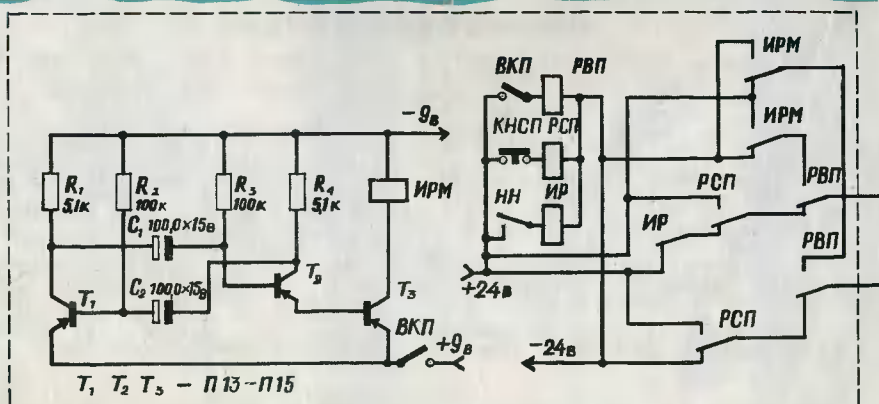 -9в
R₁
5,1к
R₂
100к
R₃
100к
R₄
5,1к
ИРМ
C₁ 100,0×15в
C₂ 100,0×15в
T₁
T₂
T₃
ВКП
+9в
T₁ T₂ T₃ - П13-П15
ВКП РВП
КНСП РСП
НН ИР
+24в
-24в
ИРМ
ИРМ
РСП
РВП
ИР
РВП
РСП